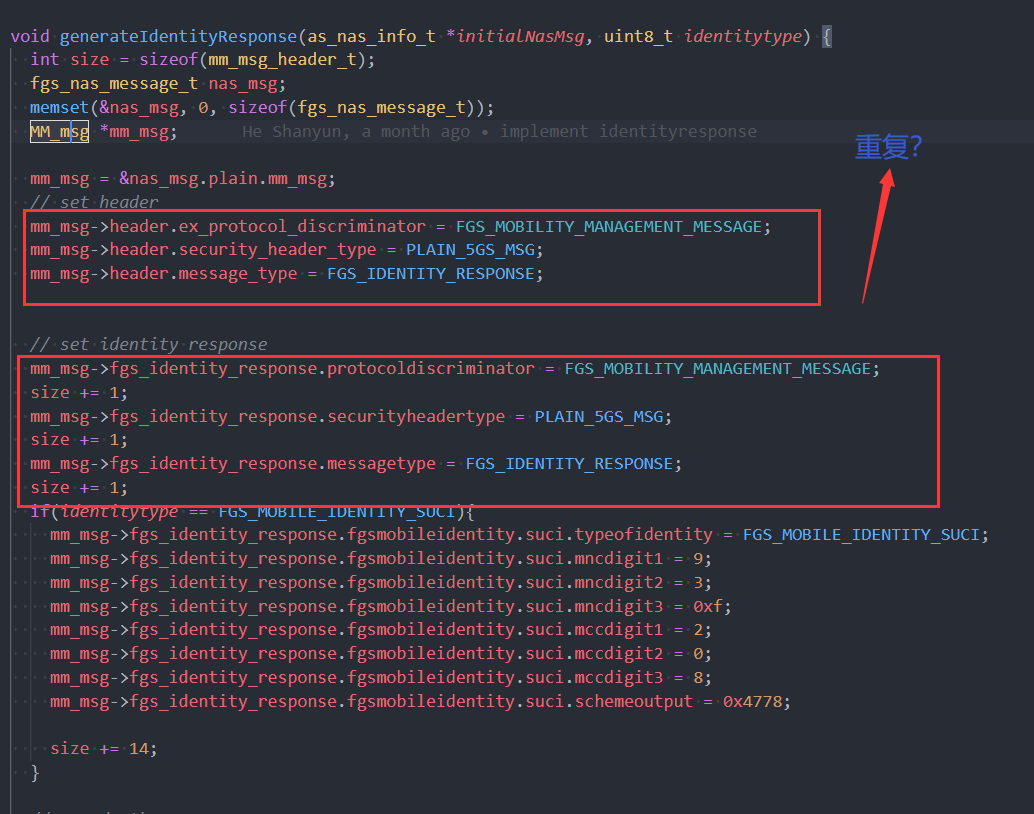 void generateIdentityResponse(as_nas_info_t *initialNasMsg, uint8_t identitytype) {
int size = sizeof(mm_msg_header_t);
fgs_nas_message_t nas_msg;
memset(&nas_msg, 0, sizeof(fgs_nas_message_t));
MM_msg *mm_msg; He Shanyun, a month ago • implement identityresponse
重复?
mm_msg = &nas_msg.plain.mm_msg;
// set header
mm_msg->header.ex_protocol_discriminator = FGS_MOBILITY_MANAGEMENT_MESSAGE;
mm_msg->header.security_header_type = PLAIN_5GS_MSG;
mm_msg->header.message_type = FGS_IDENTITY_RESPONSE;
// set identity response
mm_msg->fgs_identity_response.protocoldiscriminator = FGS_MOBILITY_MANAGEMENT_MESSAGE;
size += 1;
mm_msg->fgs_identity_response.securityheadertype = PLAIN_5GS_MSG;
size += 1;
mm_msg->fgs_identity_response.messagetype = FGS_IDENTITY_RESPONSE;
size += 1;
if(identitytype == FGS_MOBILE_IDENTITY_SUCI){
mm_msg->fgs_identity_response.fgsmobileidentity.suci.typeofidentity = FGS_MOBILE_IDENTITY_SUCI;
mm_msg->fgs_identity_response.fgsmobileidentity.suci.mncdigit1 = 9;
mm_msg->fgs_identity_response.fgsmobileidentity.suci.mncdigit2 = 3;
mm_msg->fgs_identity_response.fgsmobileidentity.suci.mncdigit3 = 0xf;
mm_msg->fgs_identity_response.fgsmobileidentity.suci.mccdigit1 = 2;
mm_msg->fgs_identity_response.fgsmobileidentity.suci.mccdigit2 = 0;
mm_msg->fgs_identity_response.fgsmobileidentity.suci.mccdigit3 = 8;
mm_msg->fgs_identity_response.fgsmobileidentity.suci.schemeoutput = 0x4778;
size += 14;
}